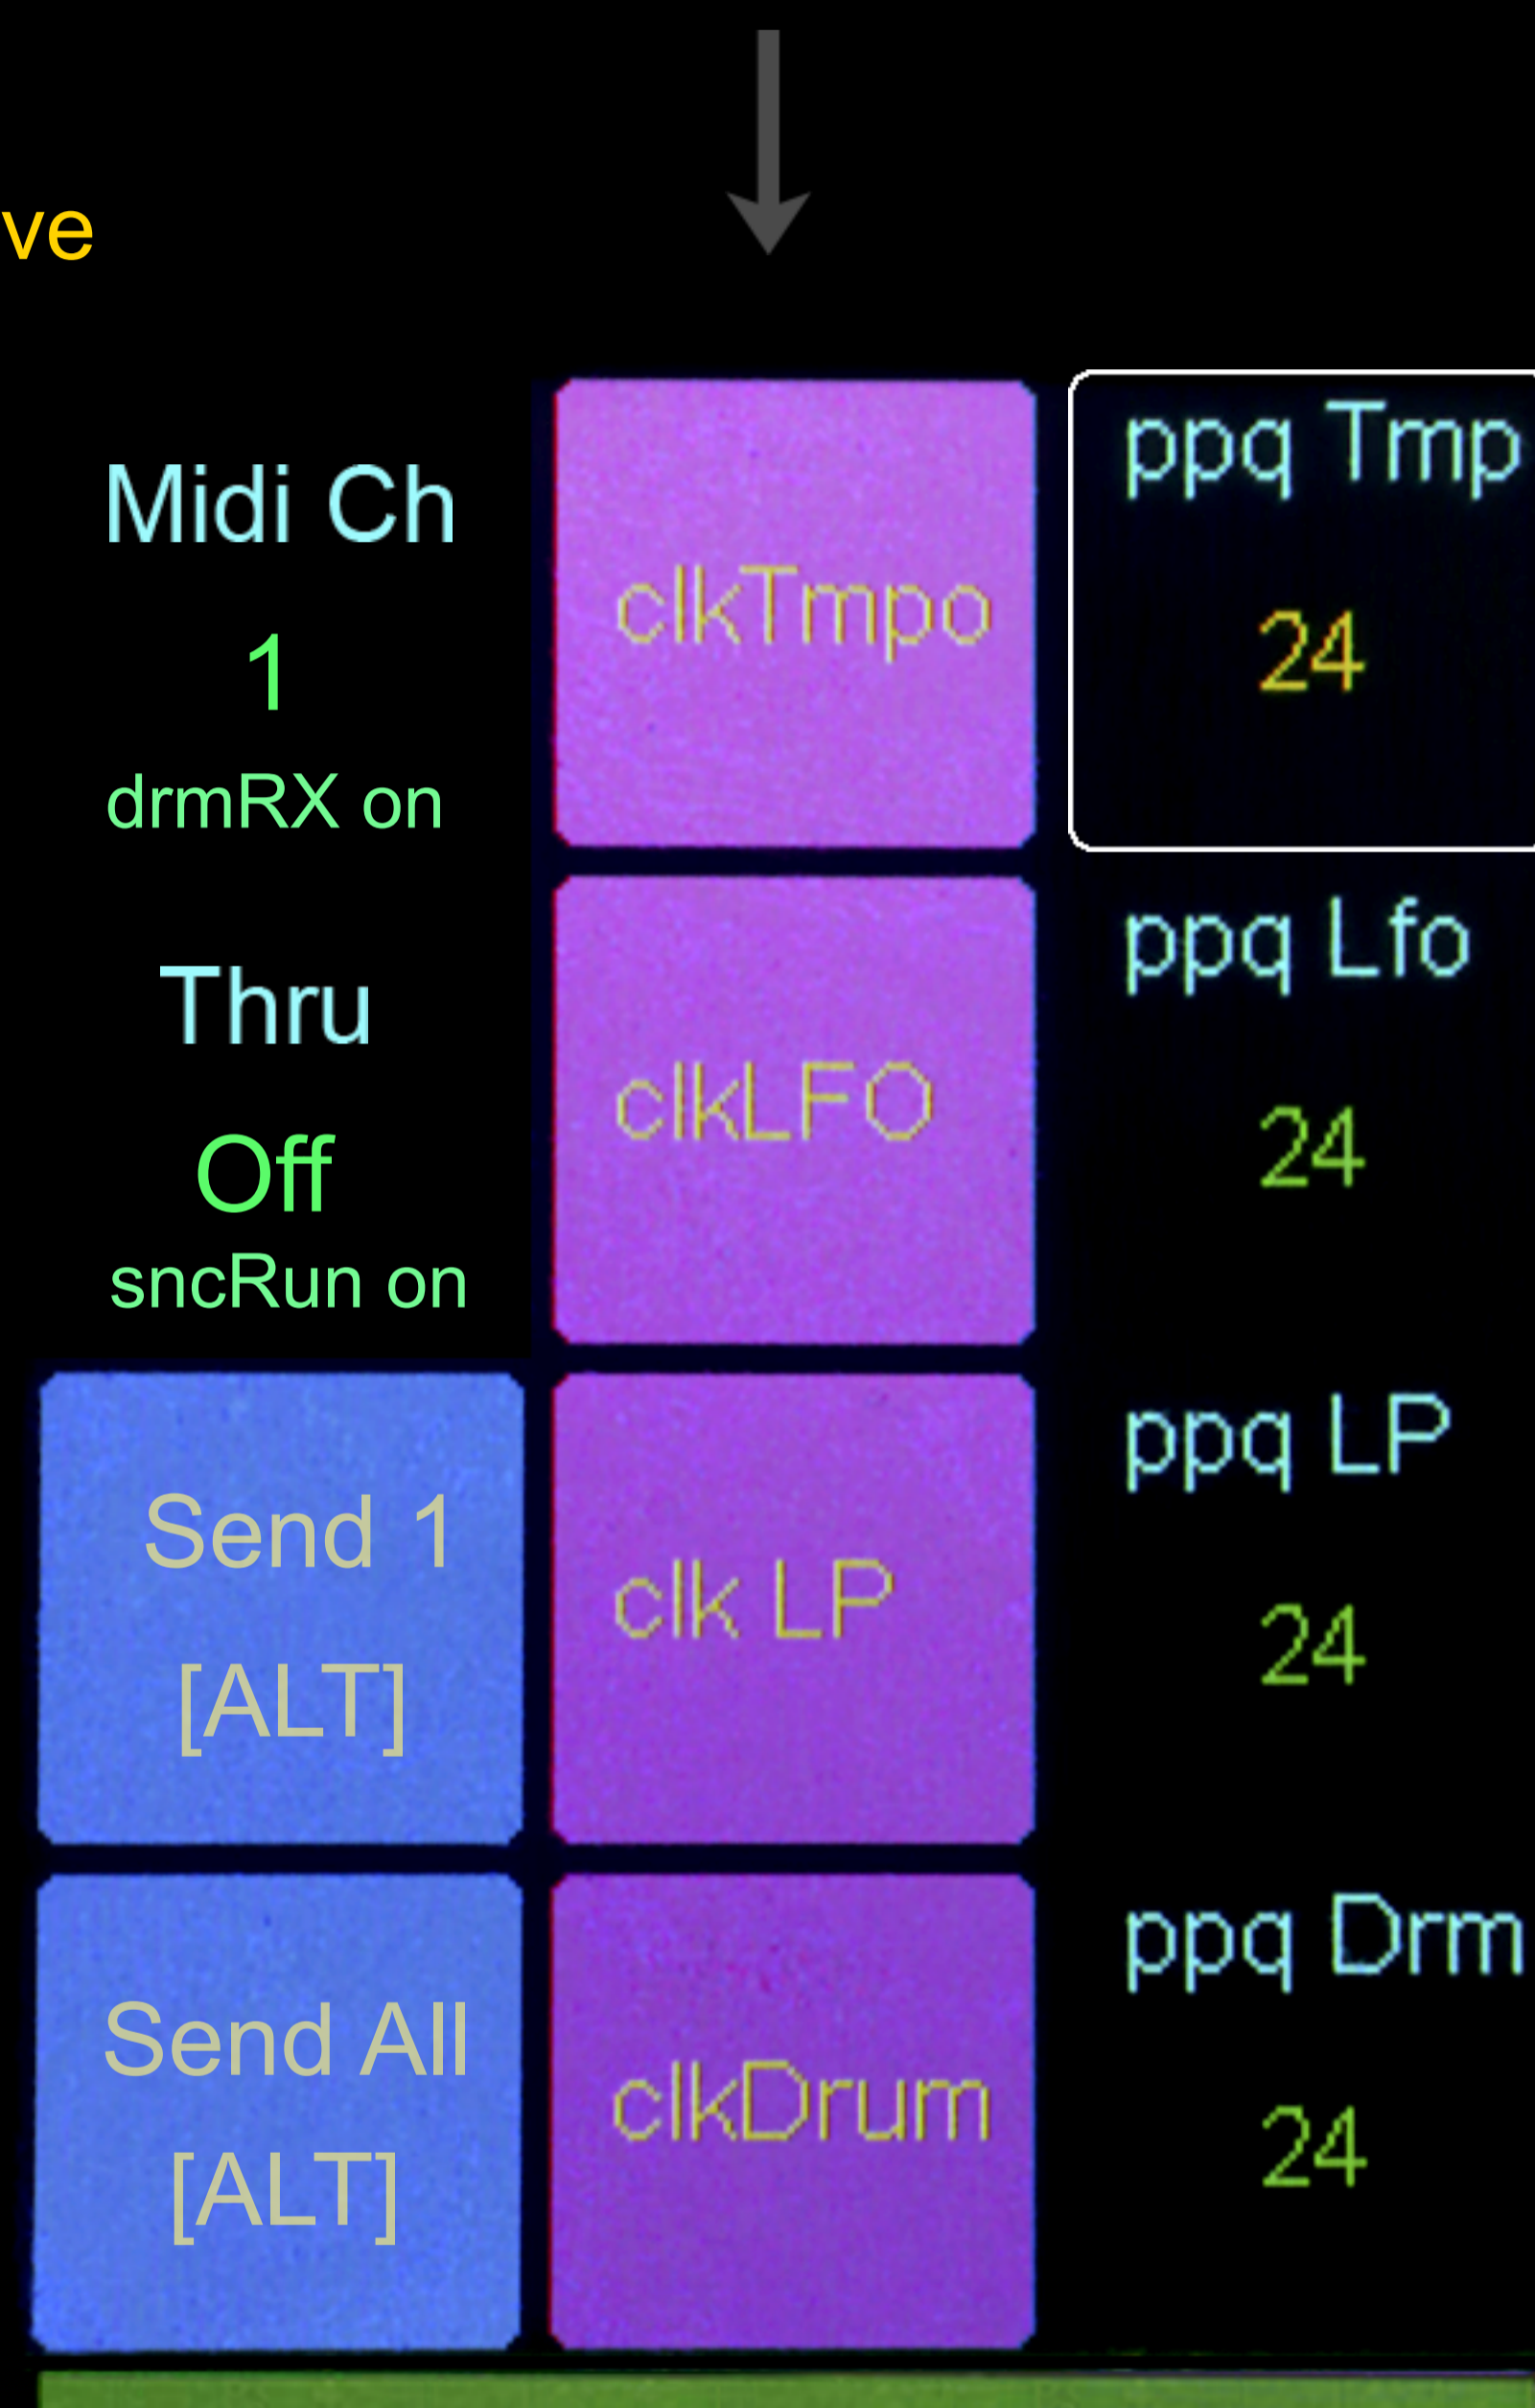 ve
Midi Ch
1
drmRX on
Thru
Off
sncRun on
Send 1
[ALT]
Send All
[ALT]
clkTmpo
clkLFO
clk LP
clkDrum
ppq Tmp
24
ppq Lfo
24
ppq LP
24
ppq Drm
24